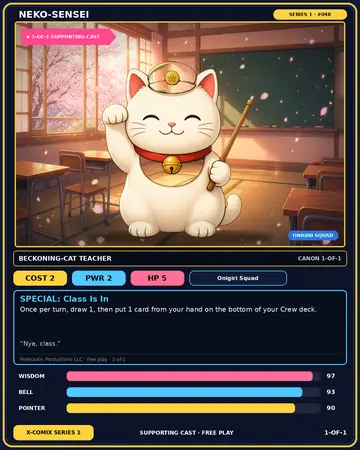 NEKO-SENSEI
SERIES 1 · #048
★ 1-OF-1 SUPPORTING CAST
ONIGIRI SQUAD
BECKONING-CAT TEACHER
CANON 1-OF-1
COST 2
PWR 2
HP 5
Onigiri Squad
SPECIAL: Class Is In
Once per turn, draw 1, then put 1 card from your hand on the bottom of your Crew deck.
"Nya, class."
Ferecastic Productions LLC · free play · 1-of-1
WISDOM 97
BELL 93
POINTER 90
X-COMIX SERIES 1
SUPPORTING CAST · FREE PLAY
1-OF-1